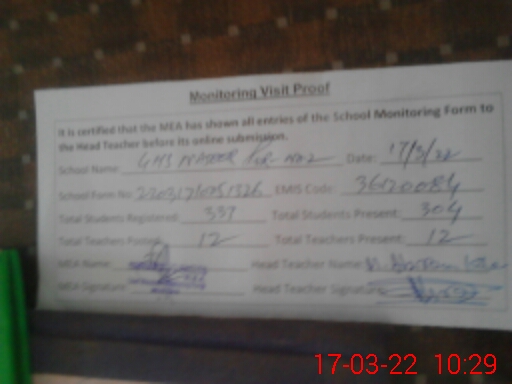 Monitoring Visit Proof
It is certified that the MEA has shown all entries of the School Monitoring Form to
the Head Teacher before its online submission.
School Name: GHS Date: 17/3/22
School Form No: EMIS Code:
Total Students Registered: 337 Total Students Present: 304
Total Teachers Posted: 12 Total Teachers Present: 12
MEA Name: Head Teacher Name:
MEA Signature: Head Teacher Signature:
17-03-22 10:29